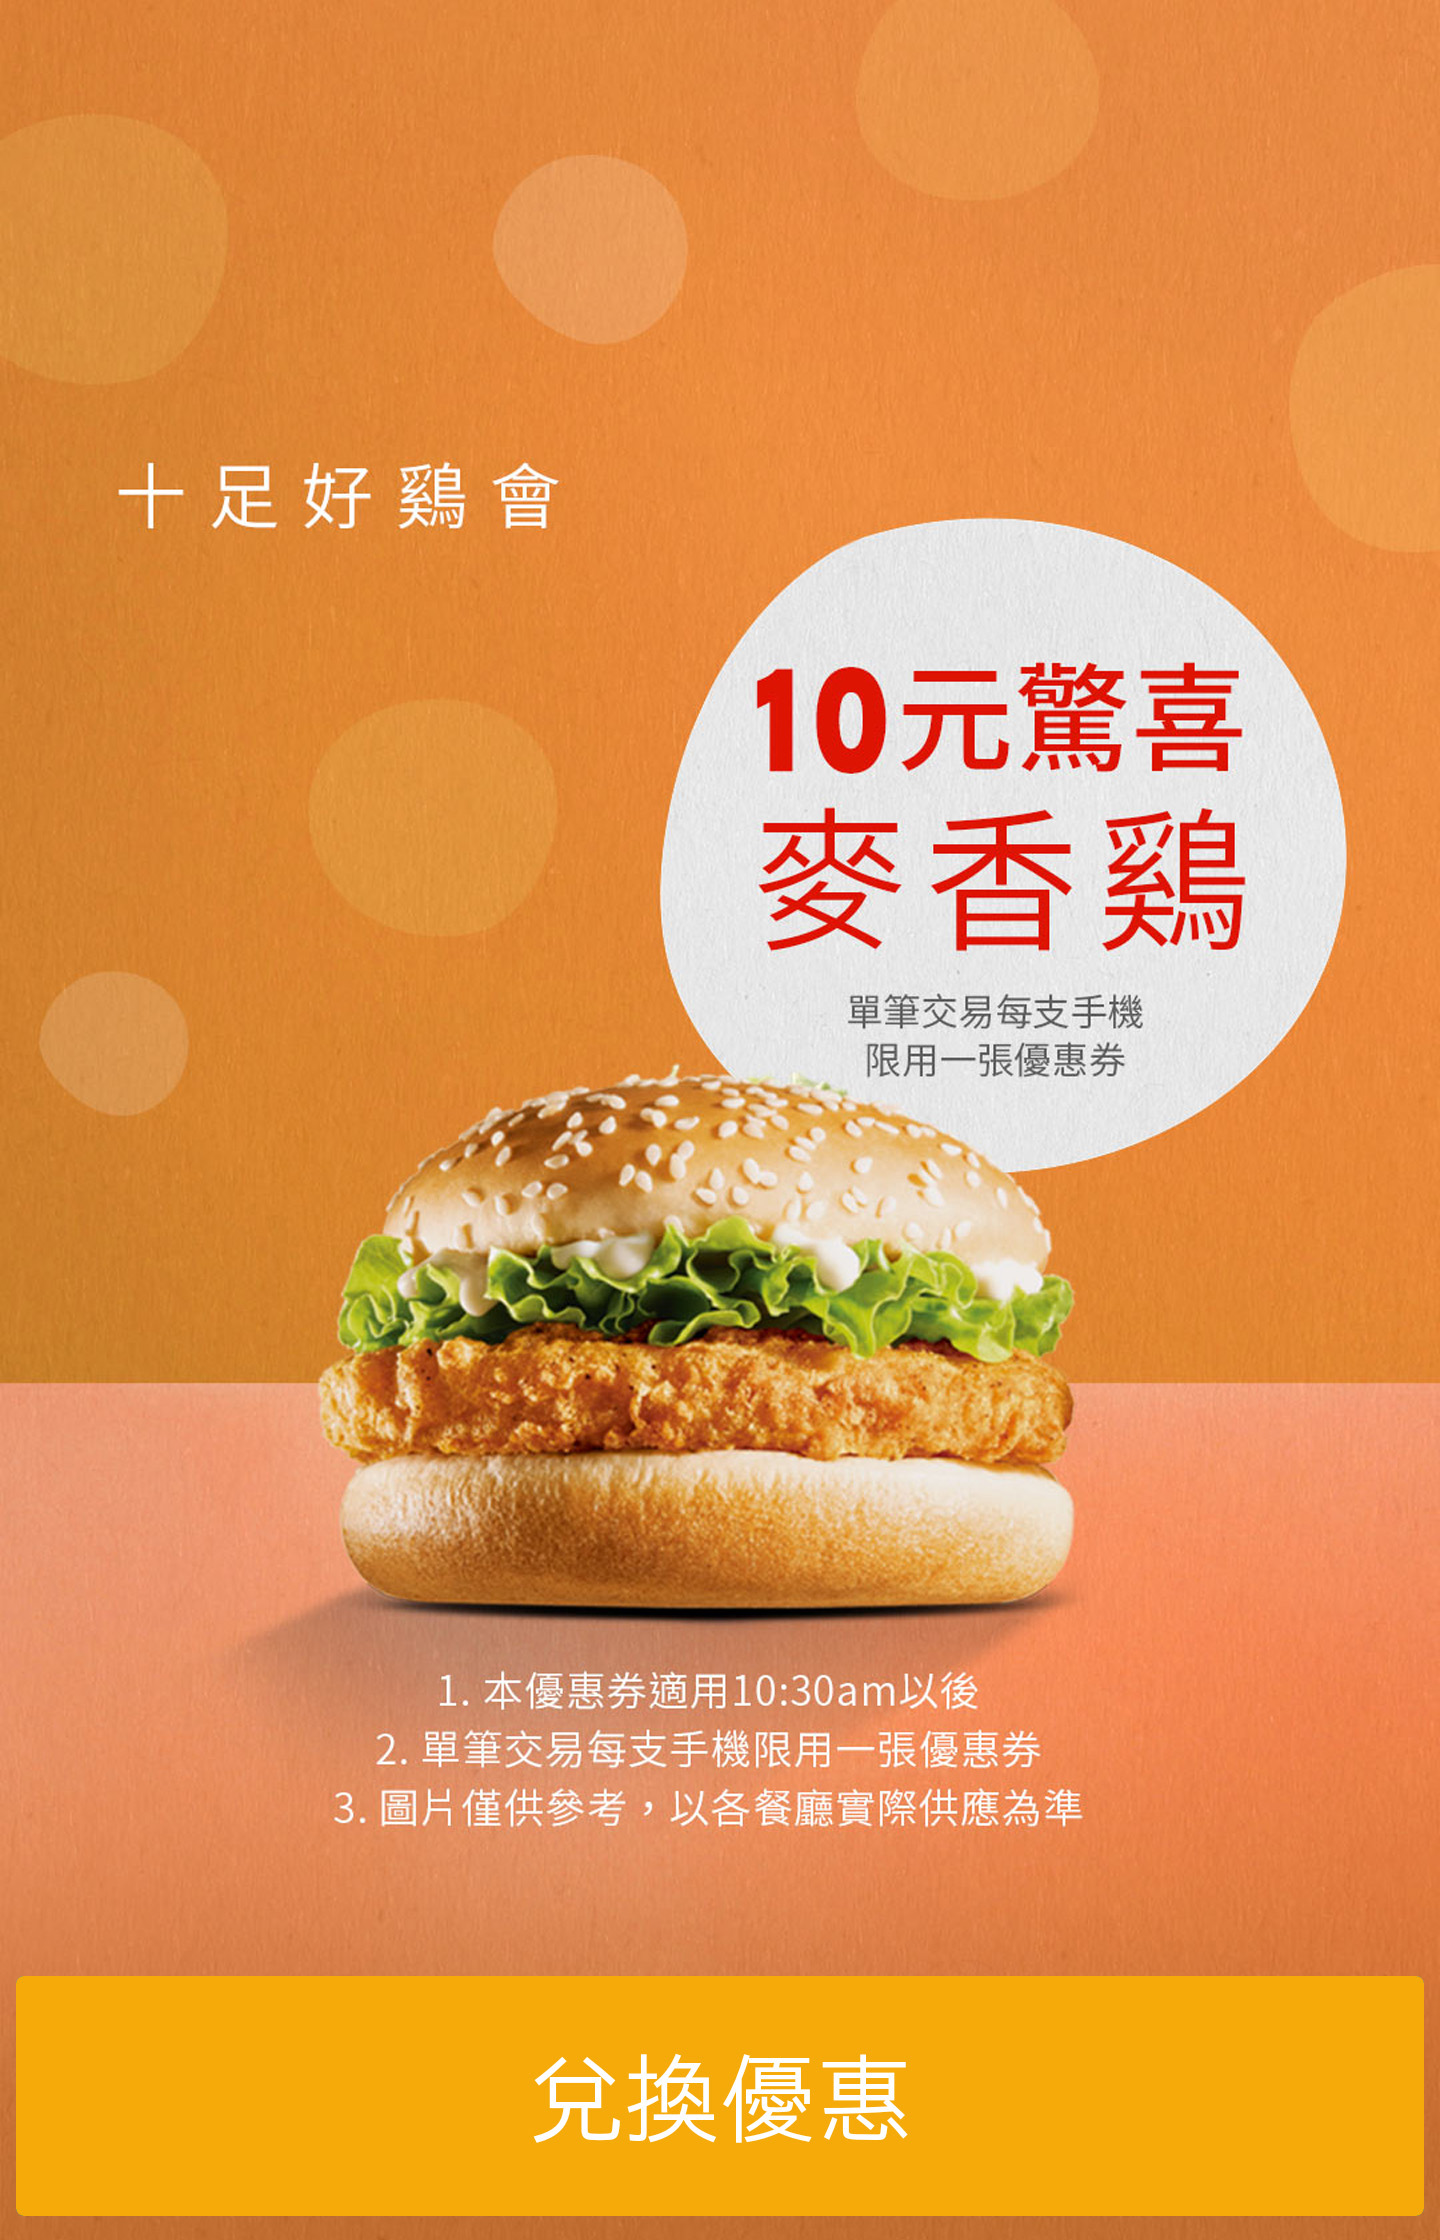 十足好鷄會
10元驚喜
麥香鷄
單筆交易每支手機
限用一張優惠券
1. 本優惠券適用10:30am以後
2. 單筆交易每支手機限用一張優惠券
3. 圖片僅供參考，以各餐廳實際供應為準
兌換優惠